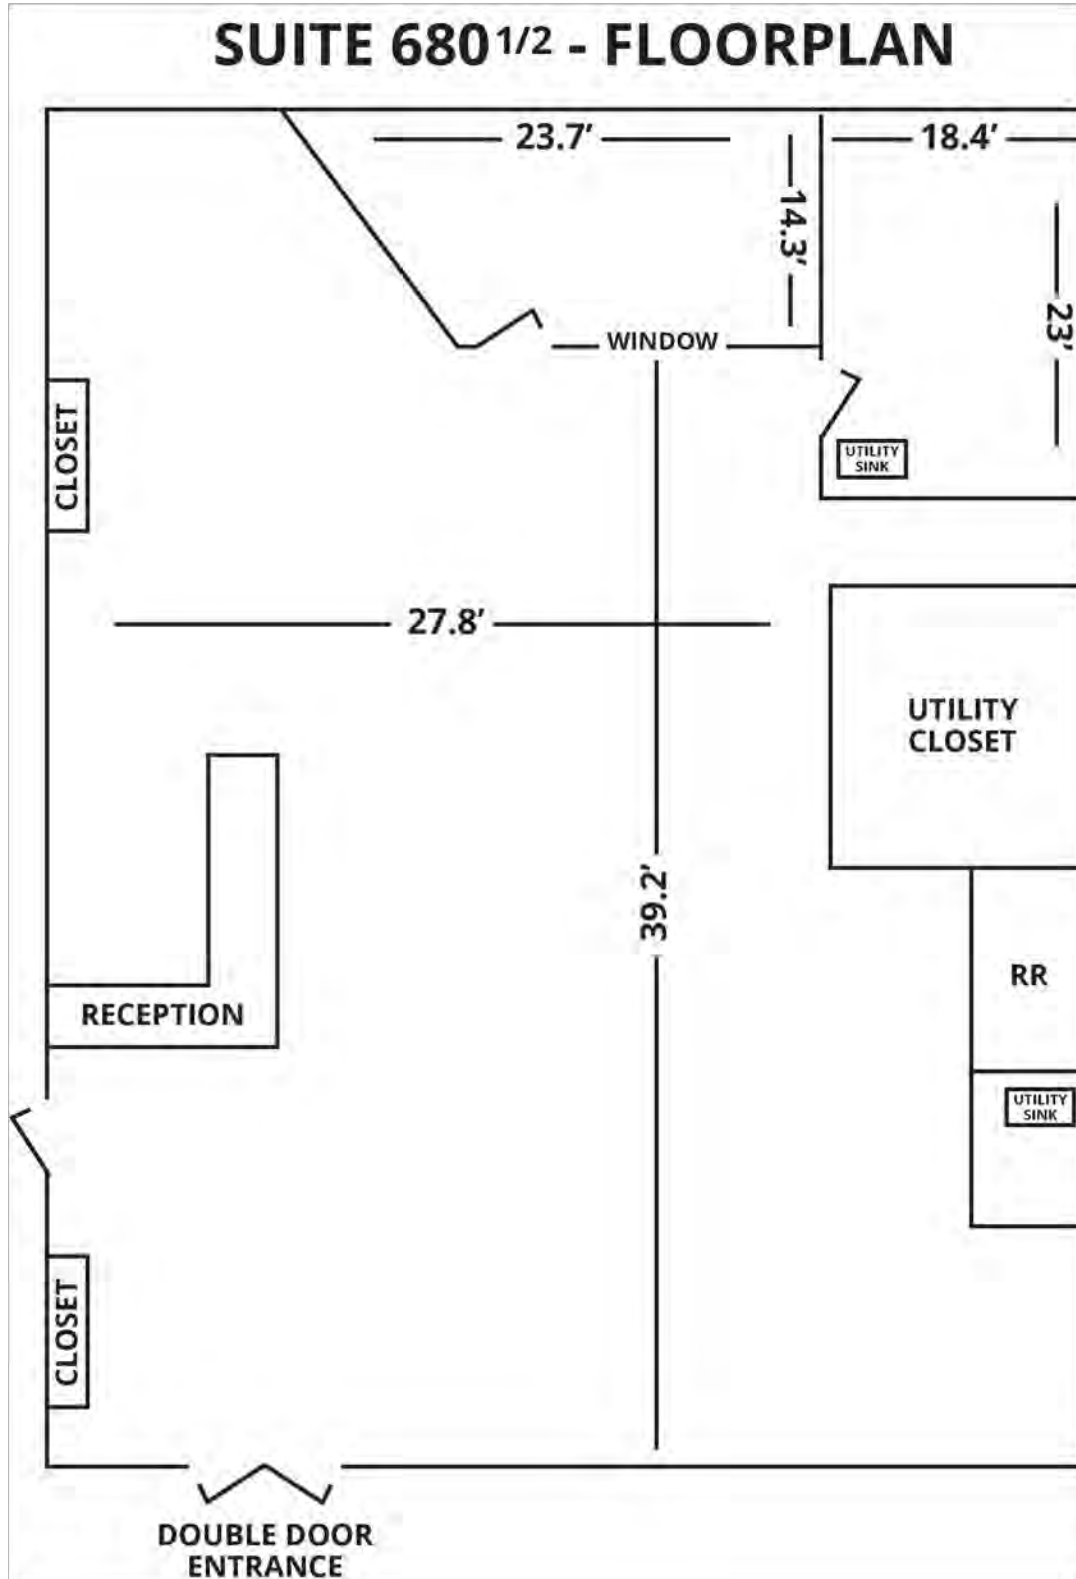 SUITE 680 1/2 - FLOORPLAN
23.7’
18.4’
14.3’
23’
WINDOW
CLOSET
UTILITY
SINK
27.8’
UTILITY
CLOSET
39.2’
RR
RECEPTION
UTILITY
SINK
CLOSET
DOUBLE DOOR
ENTRANCE